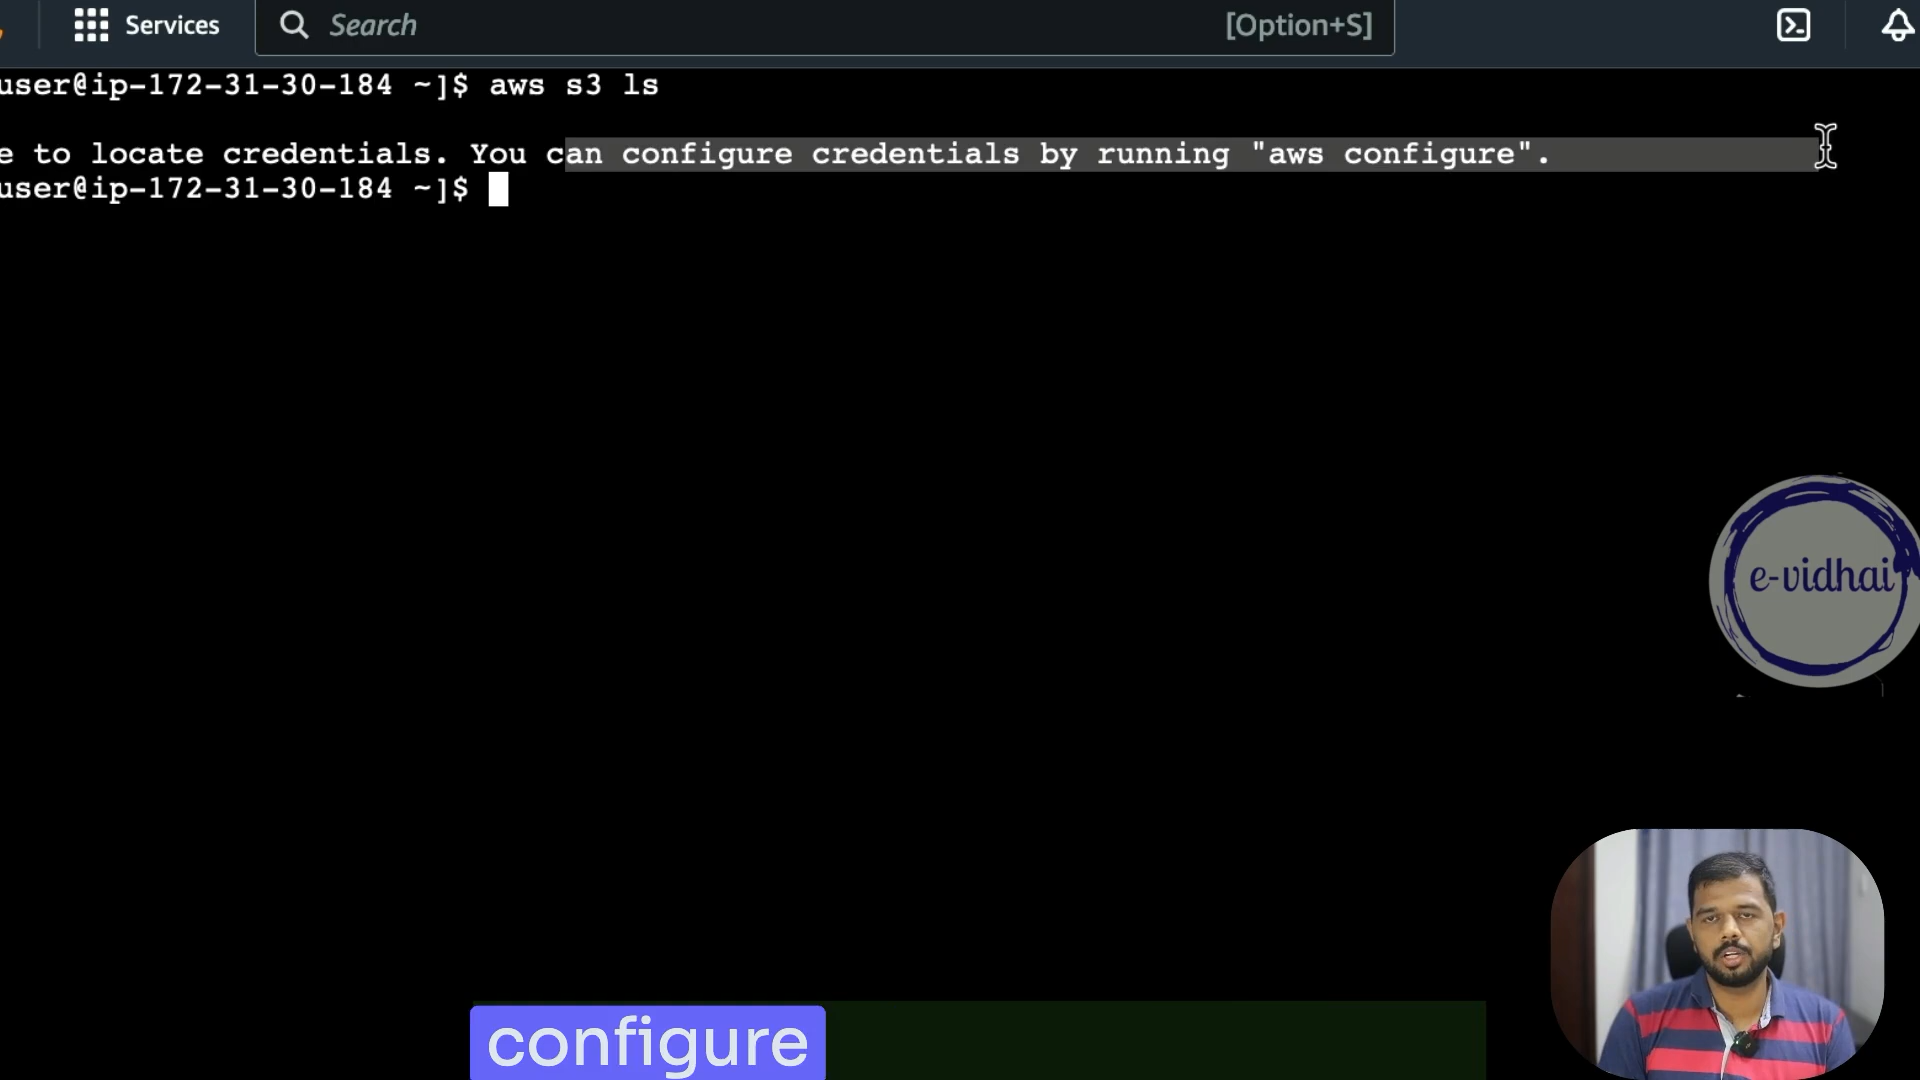 Services
Search
[Option+S]
user@ip-172-31-30-184 ~]$ aws s3 ls
e to locate credentials. You can configure credentials by running "aws configure".
user@ip-172-31-30-184 ~]$
e-vidhai
configure